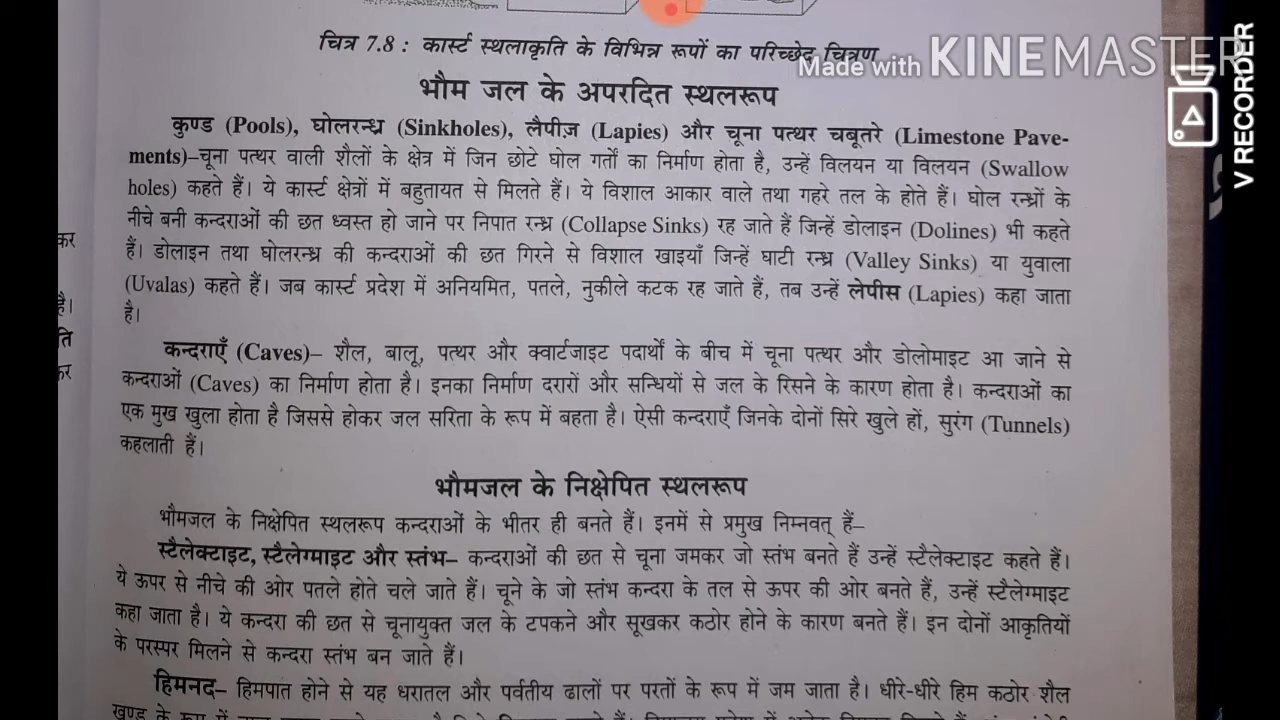 चित्र 7.8 : कार्स्ट स्थलाकृति के विभिन्न रूपों का परिच्छेद चित्रण
Made with KINEMASTER
V RECORDER
भौम जल के अपरदित स्थलरूप
कुण्ड (Pools), घोलरन्ध्र (Sinkholes), लैपीज़ (Lapies) और चूना पत्थर चबूतरे (Limestone Pave-
ments)–चूना पत्थर वाली शैलों के क्षेत्र में जिन छोटे घोल गर्तों का निर्माण होता है, उन्हें विलयन या विलयन (Swallow
holes) कहते हैं। ये कार्स्ट क्षेत्रों में बहुतायत से मिलते हैं। ये विशाल आकार वाले तथा गहरे तल के होते हैं। घोल रन्ध्रों के
नीचे बनी कन्दराओं की छत ध्वस्त हो जाने पर निपात रन्ध्र (Collapse Sinks) रह जाते हैं जिन्हें डोलाइन (Dolines) भी कहते
हैं। डोलाइन तथा घोलरन्ध्र की कन्दराओं की छत गिरने से विशाल खाइयाँ जिन्हें घाटी रन्ध्र (Valley Sinks) या युवाला
(Uvalas) कहते हैं। जब कार्स्ट प्रदेश में अनियमित, पतले, नुकीले कटक रह जाते हैं, तब उन्हें लेपीस (Lapies) कहा जाता
है।
कन्दराएँ (Caves)– शैल, बालू, पत्थर और क्वार्टजाइट पदार्थों के बीच में चूना पत्थर और डोलोमाइट आ जाने से
कन्दराओं (Caves) का निर्माण होता है। इनका निर्माण दरारों और सन्धियों से जल के रिसने के कारण होता है। कन्दराओं का
एक मुख खुला होता है जिससे होकर जल सरिता के रूप में बहता है। ऐसी कन्दराएँ जिनके दोनों सिरे खुले हों, सुरंग (Tunnels)
कहलाती हैं।
भौमजल के निक्षेपित स्थलरूप
भौमजल के निक्षेपित स्थलरूप कन्दराओं के भीतर ही बनते हैं। इनमें से प्रमुख निम्नवत् हैं–
स्टैलेक्टाइट, स्टैलेग्माइट और स्तंभ– कन्दराओं की छत से चूना जमकर जो स्तंभ बनते हैं उन्हें स्टैलेक्टाइट कहते हैं।
ये ऊपर से नीचे की ओर पतले होते चले जाते हैं। चूने के जो स्तंभ कन्दरा के तल से ऊपर की ओर बनते हैं, उन्हें स्टैलेग्माइट
कहा जाता है। ये कन्दरा की छत से चूनायुक्त जल के टपकने और सूखकर कठोर होने के कारण बनते हैं। इन दोनों आकृतियों
के परस्पर मिलने से कन्दरा स्तंभ बन जाते हैं।
हिमनद– हिमपात होने से यह धरातल और पर्वतीय ढालों पर परतों के रूप में जम जाता है। धीरे-धीरे हिम कठोर शैल
कर
है।
ति